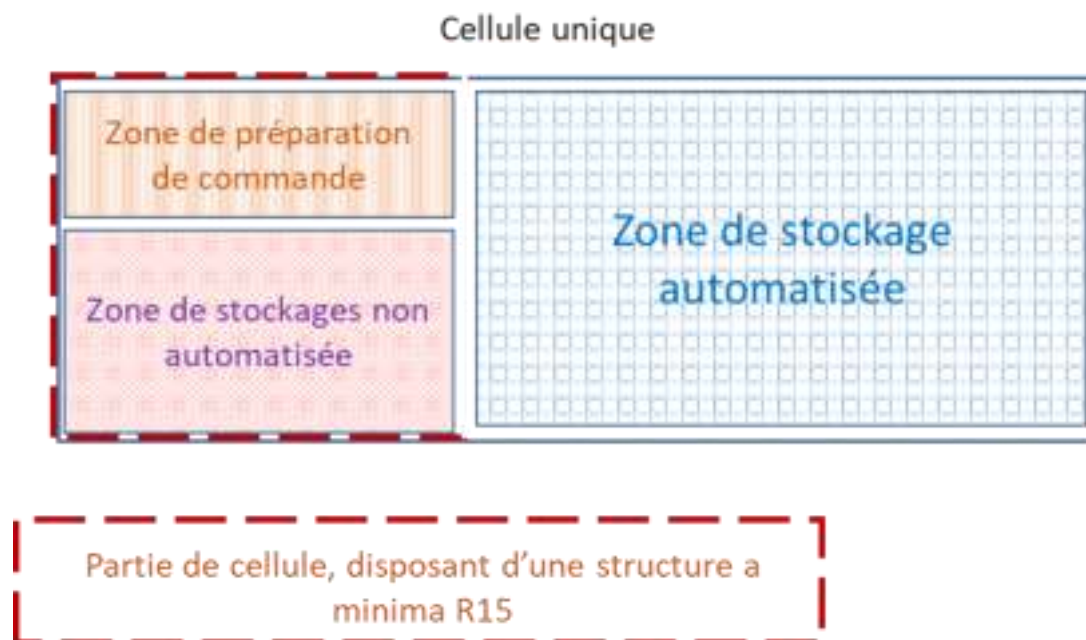 Cellule unique
Zone de préparation
de commande
Zone de stockage
automatisée
Zone de stockages non
automatisée
Partie de cellule, disposant d'une structure a
minima R15